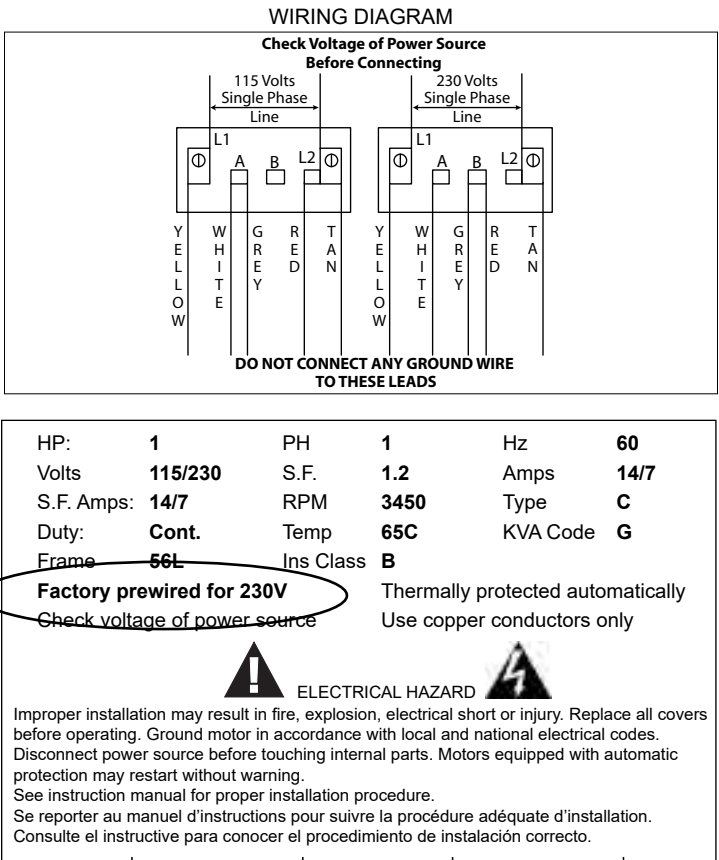 WIRING DIAGRAM
Check Voltage of Power Source
Before Connecting
115 Volts
Single Phase
Line
L1
A
B
L2
YELLOW
WHITE
GREY
RED
TAN
230 Volts
Single Phase
Line
L1
A
B
L2
YELLOW
WHITE
GREY
RED
TAN
DO NOT CONNECT ANY GROUND WIRE
TO THESE LEADS
HP: 1 PH 1 Hz 60
Volts 115/230 S.F. 1.2 Amps 14/7
S.F. Amps: 14/7 RPM 3450 Type C
Duty: Cont. Temp 65C KVA Code G
Frame 56L Ins Class B
Factory prewired for 230V Thermally protected automatically
Check voltage of power source Use copper conductors only
ELECTRICAL HAZARD
Improper installation may result in fire, explosion, electrical short or injury. Replace all covers
before operating. Ground motor in accordance with local and national electrical codes.
Disconnect power source before touching internal parts. Motors equipped with automatic
protection may restart without warning.
See instruction manual for proper installation procedure.
Se reporter au manuel d’instructions pour suivre la procédure adéquate d’installation.
Consulte el instructive para conocer el procedimiento de instalación correcto.